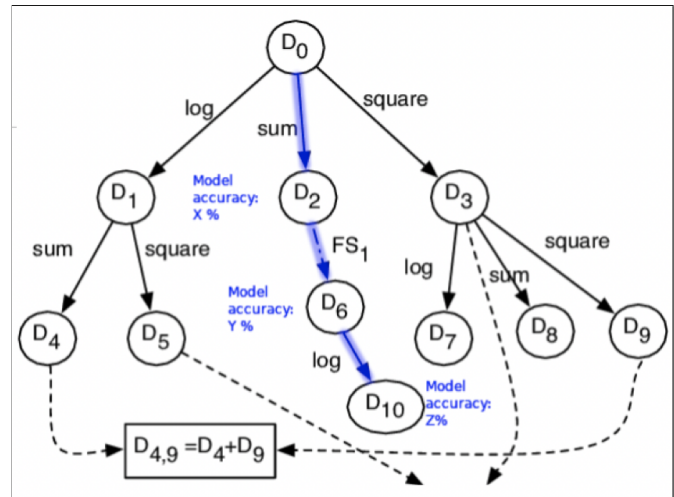 D0
log
sum
square
Model
accuracy:
X %
D1
D2
D3
sum
square
FS1
log
sum
square
Model
accuracy:
Y %
D4
D5
D6
D7
D8
D9
log
D10
Model
accuracy:
Z%
D4,9 =D4+D9